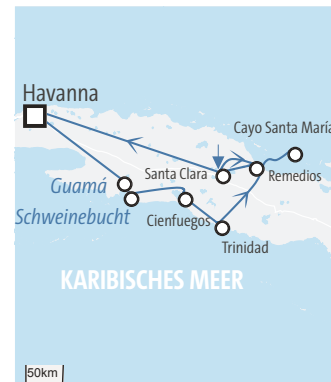 Havanna
Cayo Santa María
Santa Clara
Remedios
Guamá
Schweinebucht
Cienfuegos
Trinidad
KARIBISCHES MEER
50km